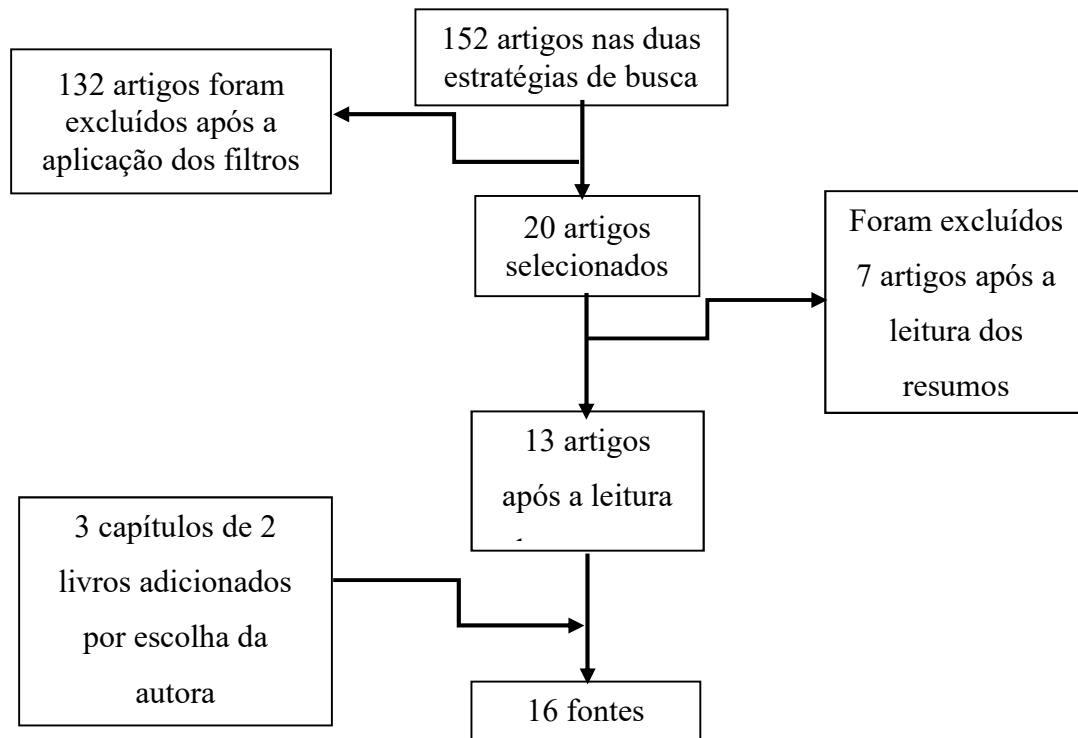 152 artigos nas duas
estratégias de busca
132 artigos foram
excluídos após a
aplicação dos filtros
20 artigos
selecionados
Foram excluídos
7 artigos após a
leitura dos
resumos
13 artigos
após a leitura
3 capítulos de 2
livros adicionados
por escolha da
autora
16 fontes